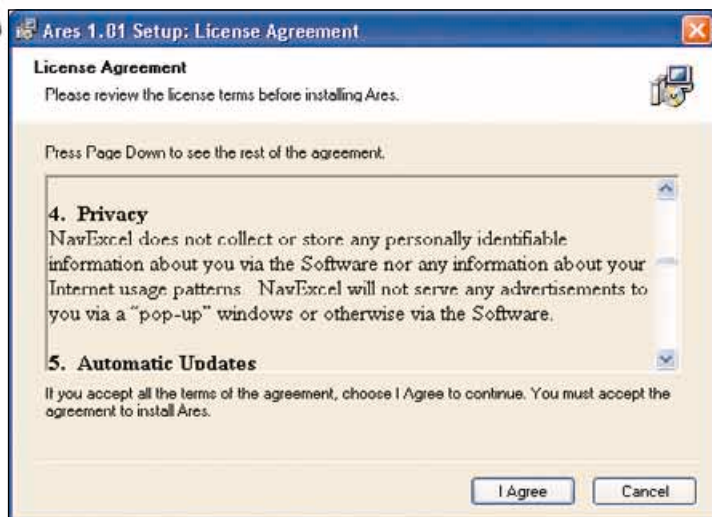 Ares 1.01 Setup: License Agreement
License Agreement
Please review the license terms before installing Ares.
Press Page Down to see the rest of the agreement.
4. Privacy
NavExcel does not collect or store any personally identifiable
information about you via the Software nor any information about your
Internet usage patterns. NavExcel will not serve any advertisements to
you via a "pop-up" windows or otherwise via the Software.
5. Automatic Updates
If you accept all the terms of the agreement, choose I Agree to continue. You must accept the
agreement to install Ares.
I Agree
Cancel